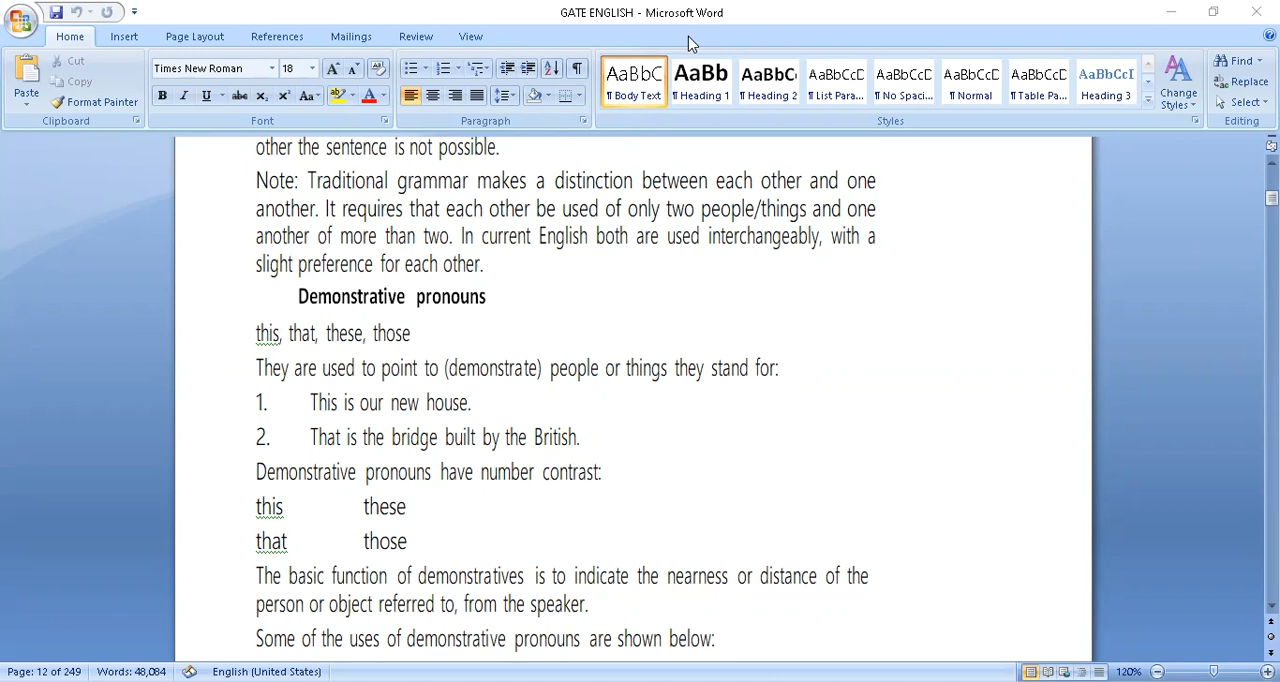 GATE ENGLISH - Microsoft Word
Home Insert Page Layout References Mailings Review View
Paste
Cut
Copy
Format Painter
Clipboard
Times New Roman 18
Font
Paragraph
AaBbC AaBb AaBbC AaBbCcD AaBbCcD AaBbCcD AaBbCcD AaBbCcI
¶ Body Text ¶ Heading 1 ¶ Heading 2 ¶ List Para... ¶ No Spaci... ¶ Normal ¶ Table Pa... Heading 3
Change
Styles
Styles
Find
Replace
Select
Editing
other the sentence is not possible.
Note: Traditional grammar makes a distinction between each other and one
another. It requires that each other be used of only two people/things and one
another of more than two. In current English both are used interchangeably, with a
slight preference for each other.
Demonstrative pronouns
this, that, these, those
They are used to point to (demonstrate) people or things they stand for:
1. This is our new house.
2. That is the bridge built by the British.
Demonstrative pronouns have number contrast:
this these
that those
The basic function of demonstratives is to indicate the nearness or distance of the
person or object referred to, from the speaker.
Some of the uses of demonstrative pronouns are shown below:
Page: 12 of 249 Words: 48,084 English (United States) 120%